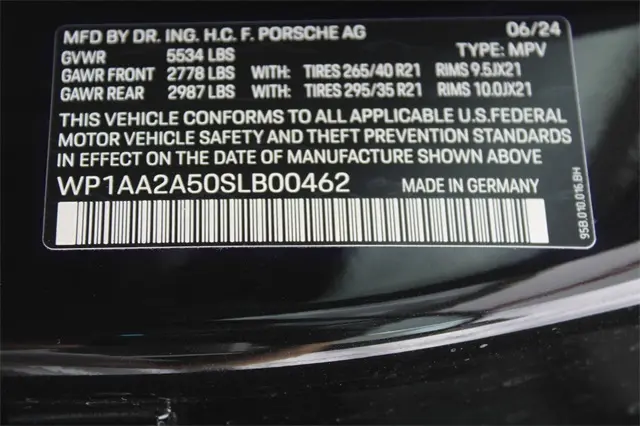 MFD BY DR. ING. H.C. F. PORSCHE AG 06/24
GVWR 5534 LBS TYPE: MPV
GAWR FRONT 2778 LBS WITH: TIRES 265/40 R21 RIMS 9.5JX21
GAWR REAR 2987 LBS WITH: TIRES 295/35 R21 RIMS 10.0JX21
THIS VEHICLE CONFORMS TO ALL APPLICABLE U.S.FEDERAL
MOTOR VEHICLE SAFETY AND THEFT PREVENTION STANDARDS
IN EFFECT ON THE DATE OF MANUFACTURE SHOWN ABOVE.
WP1AA2A50SLB00462 MADE IN GERMANY
95B.010.016.BH